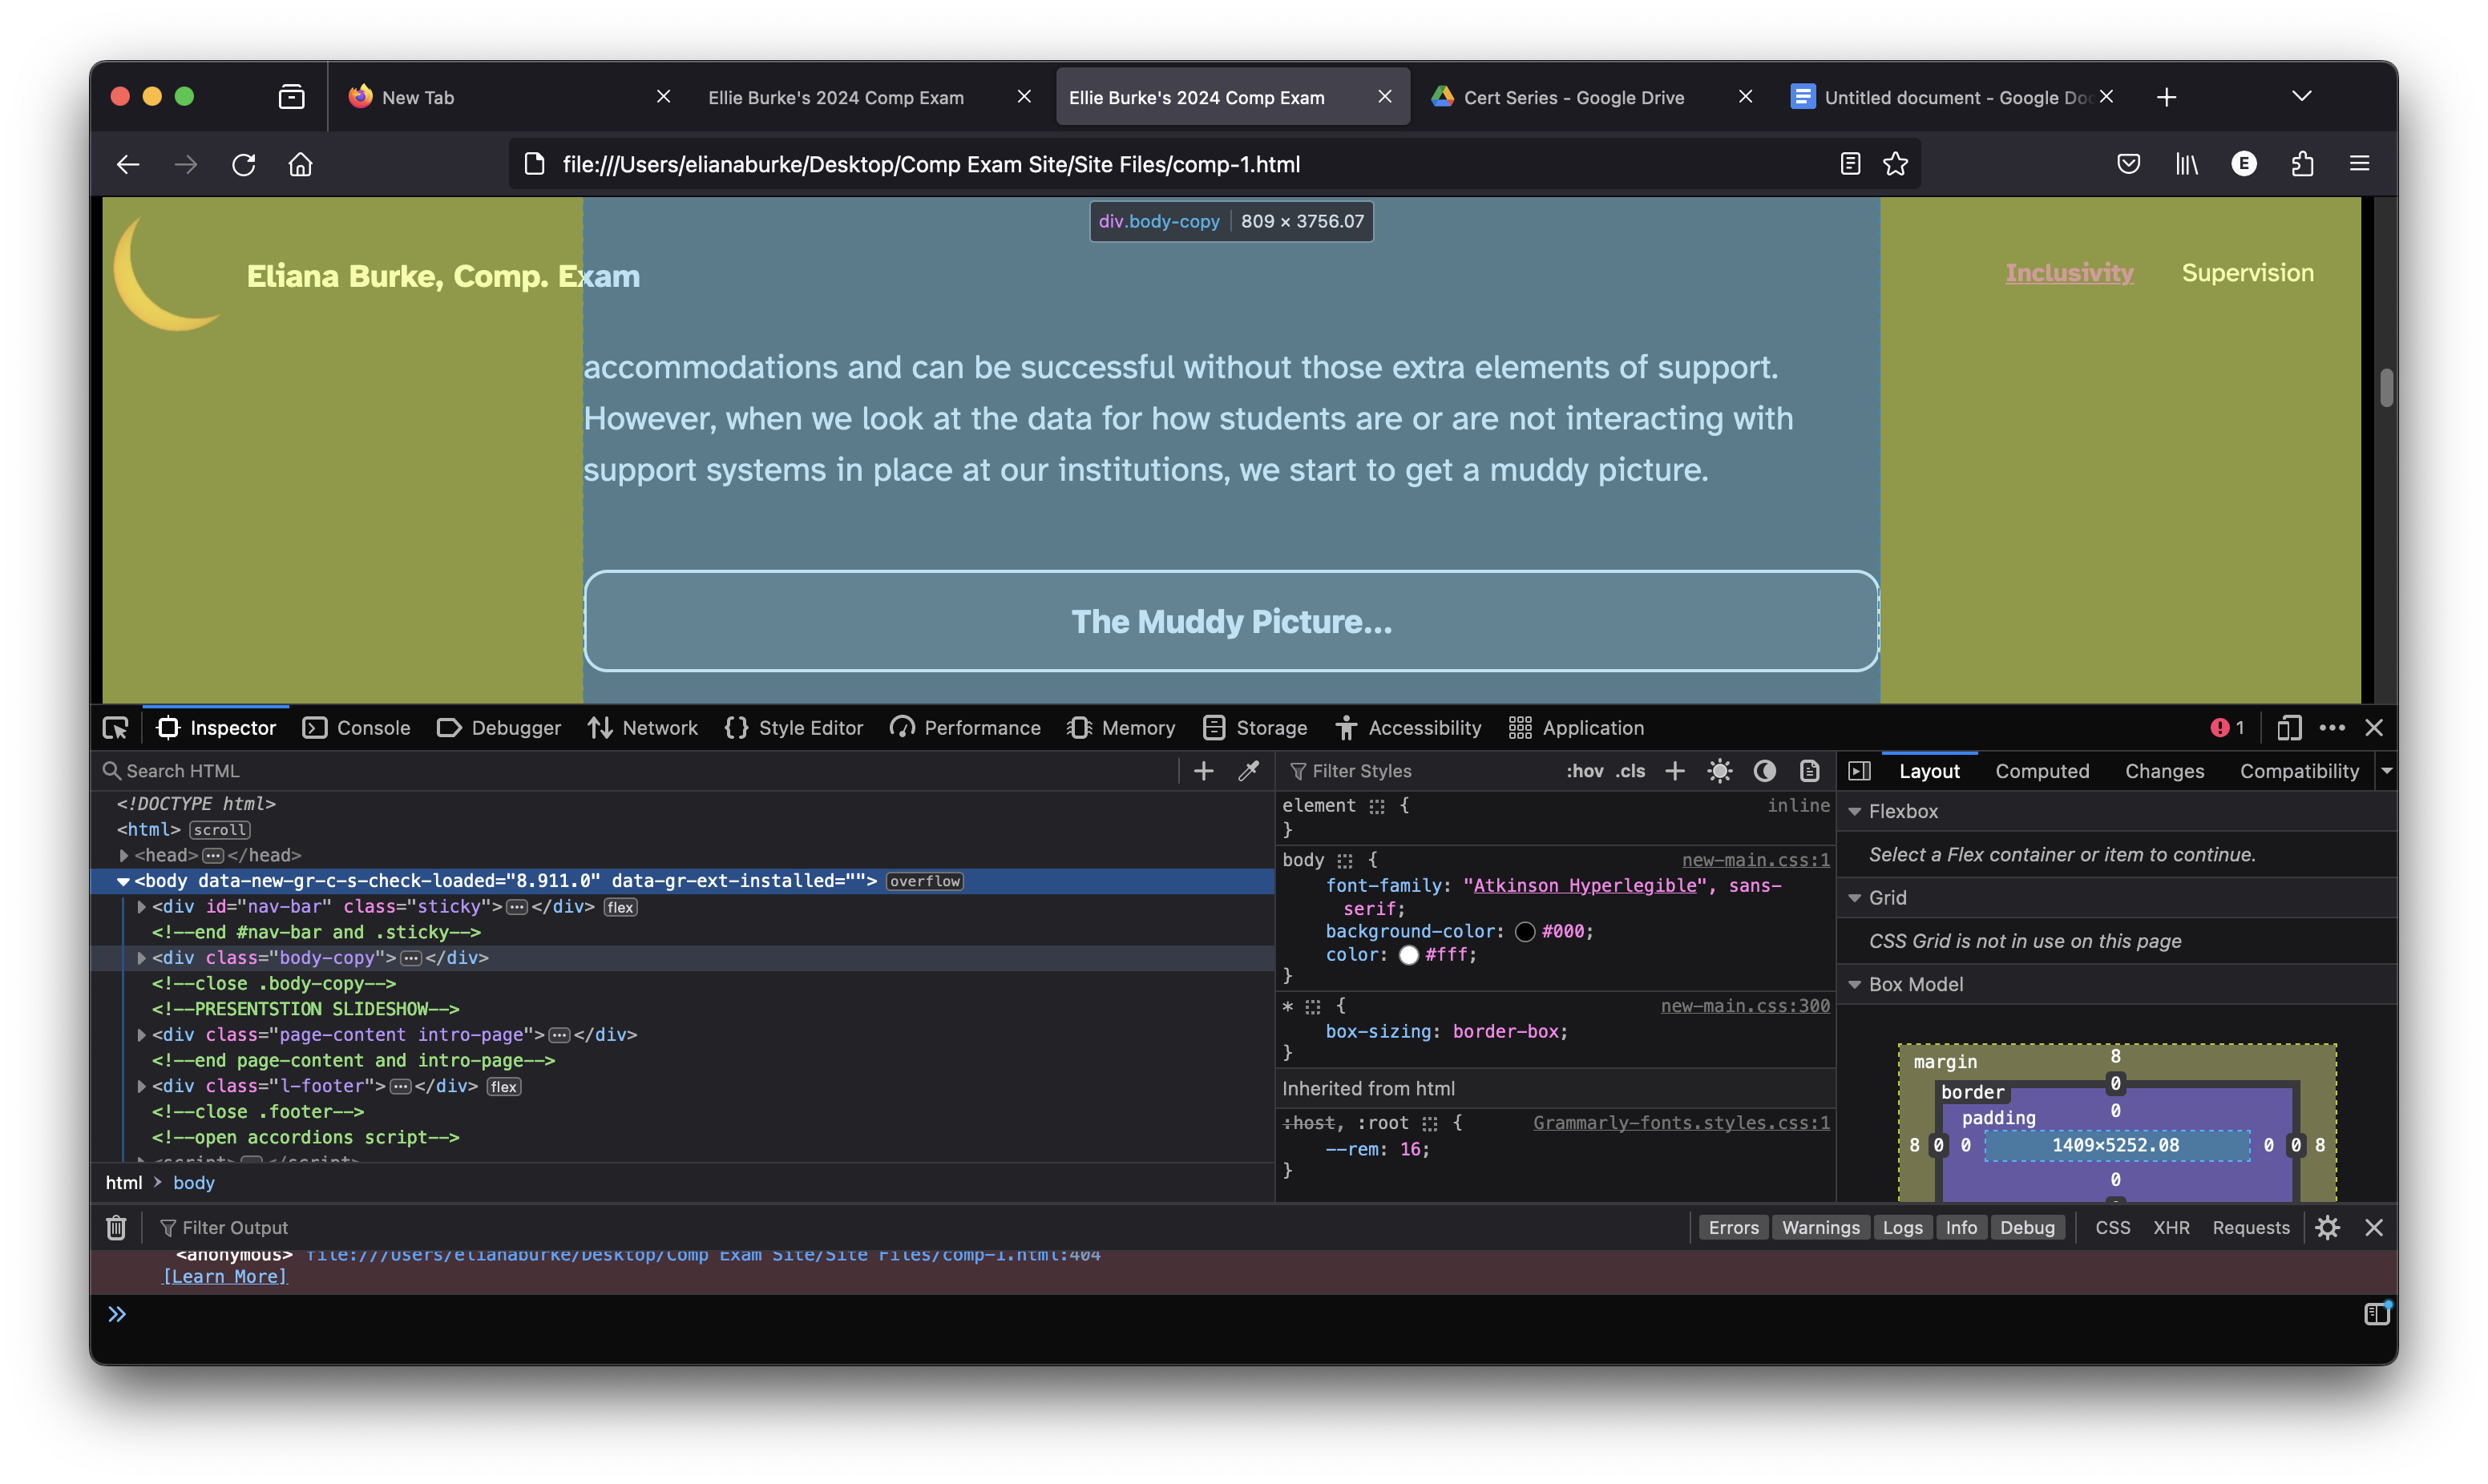 New Tab
Ellie Burke's 2024 Comp Exam
Ellie Burke's 2024 Comp Exam
Cert Series - Google Drive
Untitled document - Google Doc
file:///Users/elianaburke/Desktop/Comp Exam Site/Site Files/comp-1.html
E
div.body-copy 809 × 3756.07
Eliana Burke, Comp. Exam
Inclusivity
Supervision
accommodations and can be successful without those extra elements of support.
However, when we look at the data for how students are or are not interacting with
support systems in place at our institutions, we start to get a muddy picture.
The Muddy Picture...
Inspector
Console
Debugger
Network
Style Editor
Performance
Memory
Storage
Accessibility
Application
1
Search HTML
<!DOCTYPE html>
<html> scroll
<head>⋯</head>
<body data-new-gr-c-s-check-loaded="8.911.0" data-gr-ext-installed=""> overflow
<div id="nav-bar" class="sticky">⋯</div> flex
<!--end #nav-bar and .sticky-->
<div class="body-copy">⋯</div>
<!--close .body-copy-->
<!--PRESENTSTION SLIDESHOW-->
<div class="page-content intro-page">⋯</div>
<!--end page-content and intro-page-->
<div class="l-footer">⋯</div> flex
<!--close .footer-->
<!--open accordions script-->
<script>⋯</script>
html > body
Filter Styles
:hov .cls
element { inline
}
body { new-main.css:1
font-family: "Atkinson Hyperlegible", sans-
serif;
background-color: #000;
color: #fff;
}
* { new-main.css:300
box-sizing: border-box;
}
Inherited from html
:host, :root { Grammarly-fonts.styles.css:1
--rem: 16;
}
Layout
Computed
Changes
Compatibility
Flexbox
Select a Flex container or item to continue.
Grid
CSS Grid is not in use on this page
Box Model
margin 8
border 0
padding 0
8 0 0 1409×5252.08 0 0 8
0
Filter Output
Errors
Warnings
Logs
Info
Debug
CSS
XHR
Requests
<anonymous> file:///Users/elianaburke/Desktop/Comp Exam Site/Site Files/comp-1.html:404
[Learn More]